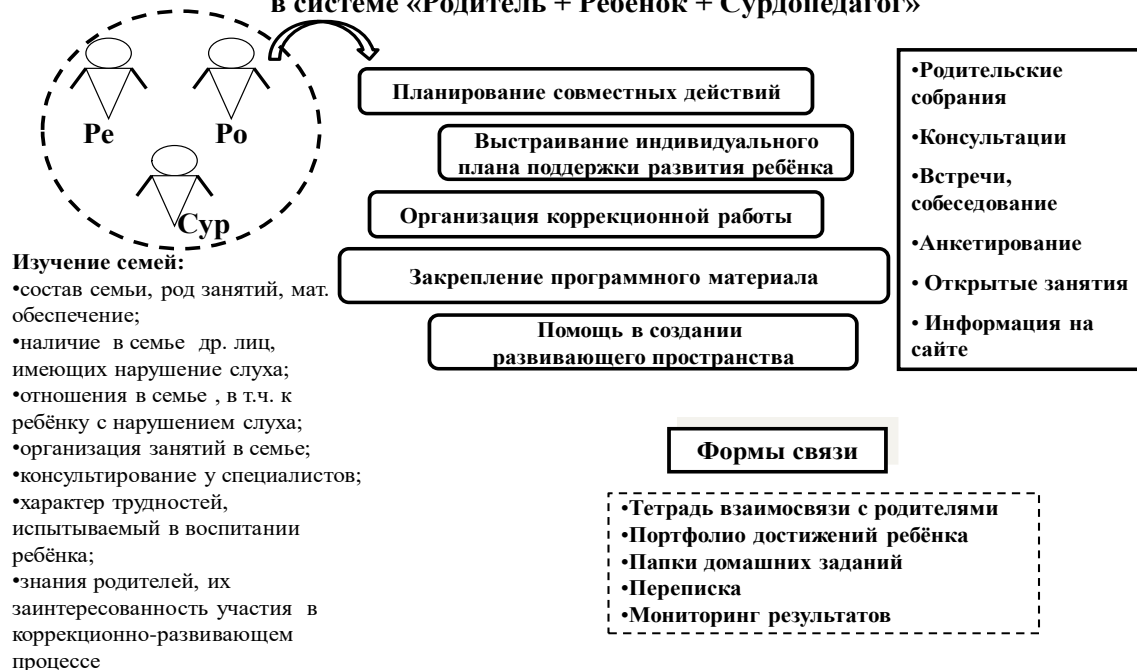 в системе «Родитель + Ребенок + Сурдопедагог»
Ре
Ро
Сур
Планирование совместных действий
Выстраивание индивидуального
плана поддержки развития ребёнка
Организация коррекционной работы
Закрепление программного материала
Помощь в создании
развивающего пространства
•Родительские
собрания
•Консультации
•Встречи,
собеседование
•Анкетирование
• Открытые занятия
• Информация на
сайте
Изучение семей:
•состав семьи, род занятий, мат.
обеспечение;
•наличие в семье др. лиц,
имеющих нарушение слуха;
•отношения в семье , в т.ч. к
ребёнку с нарушением слуха;
•организация занятий в семье;
•консультирование у специалистов;
•характер трудностей,
испытываемый в воспитании
ребёнка;
•знания родителей, их
заинтересованность участия в
коррекционно-развивающем
процессе
Формы связи
•Тетрадь взаимосвязи с родителями
•Портфолио достижений ребёнка
•Папки домашних заданий
•Переписка
•Мониторинг результатов